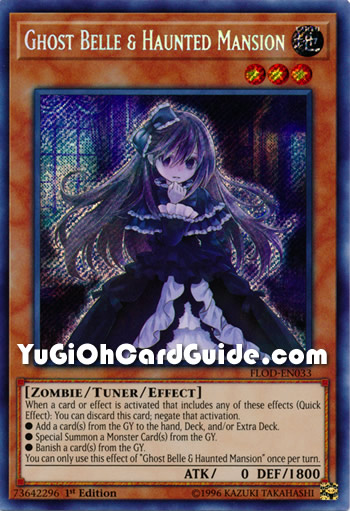 Ghost Belle & Haunted Mansion
YuGiOhCardGuide.com
FLOD-EN033
[Zombie/Tuner/Effect]
When a card or effect is activated that includes any of these effects (Quick
Effect): You can discard this card; negate that activation.
● Add a card(s) from the GY to the hand, Deck, and/or Extra Deck.
● Special Summon a Monster Card(s) from the GY.
● Banish a card(s) from the GY.
You can only use this effect of "Ghost Belle & Haunted Mansion" once per turn.
ATK/ 0 DEF/1800
73642296 1st Edition ©1996 KAZUKI TAKAHASHI